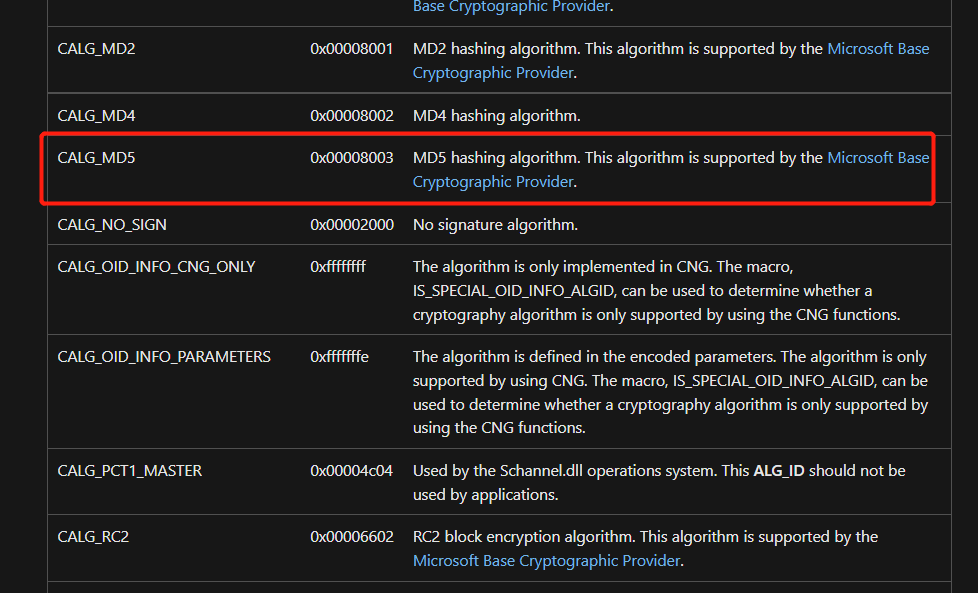 Base Cryptographic Provider.
CALG_MD2 0x00008001 MD2 hashing algorithm. This algorithm is supported by the Microsoft Base
Cryptographic Provider.
CALG_MD4 0x00008002 MD4 hashing algorithm.
CALG_MD5 0x00008003 MD5 hashing algorithm. This algorithm is supported by the Microsoft Base
Cryptographic Provider.
CALG_NO_SIGN 0x00002000 No signature algorithm.
CALG_OID_INFO_CNG_ONLY 0xffffffff The algorithm is only implemented in CNG. The macro,
IS_SPECIAL_OID_INFO_ALGID, can be used to determine whether a
cryptography algorithm is only supported by using the CNG functions.
CALG_OID_INFO_PARAMETERS 0xfffffffe The algorithm is defined in the encoded parameters. The algorithm is only
supported by using CNG. The macro, IS_SPECIAL_OID_INFO_ALGID, can be
used to determine whether a cryptography algorithm is only supported by
using the CNG functions.
CALG_PCT1_MASTER 0x00004c04 Used by the Schannel.dll operations system. This ALG_ID should not be
used by applications.
CALG_RC2 0x00006602 RC2 block encryption algorithm. This algorithm is supported by the
Microsoft Base Cryptographic Provider.